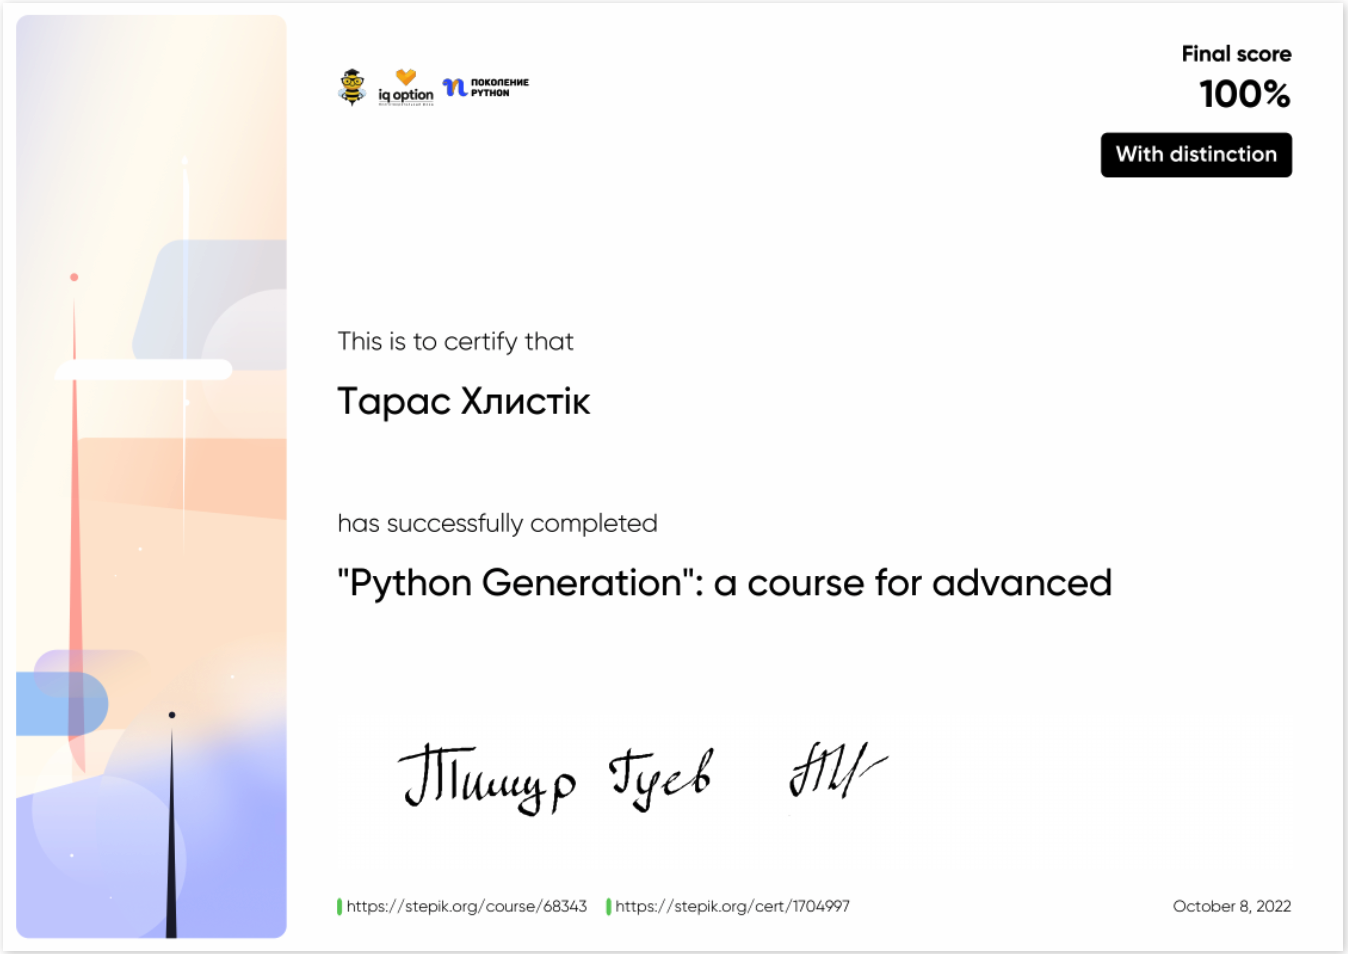 iq option
ПОКОЛЕНИЕ
PYTHON
Final score
100%
With distinction
This is to certify that
Тарас Хлистік
has successfully completed
"Python Generation": a course for advanced
Тимур Гуев
https://stepik.org/course/68343
https://stepik.org/cert/1704997
October 8, 2022